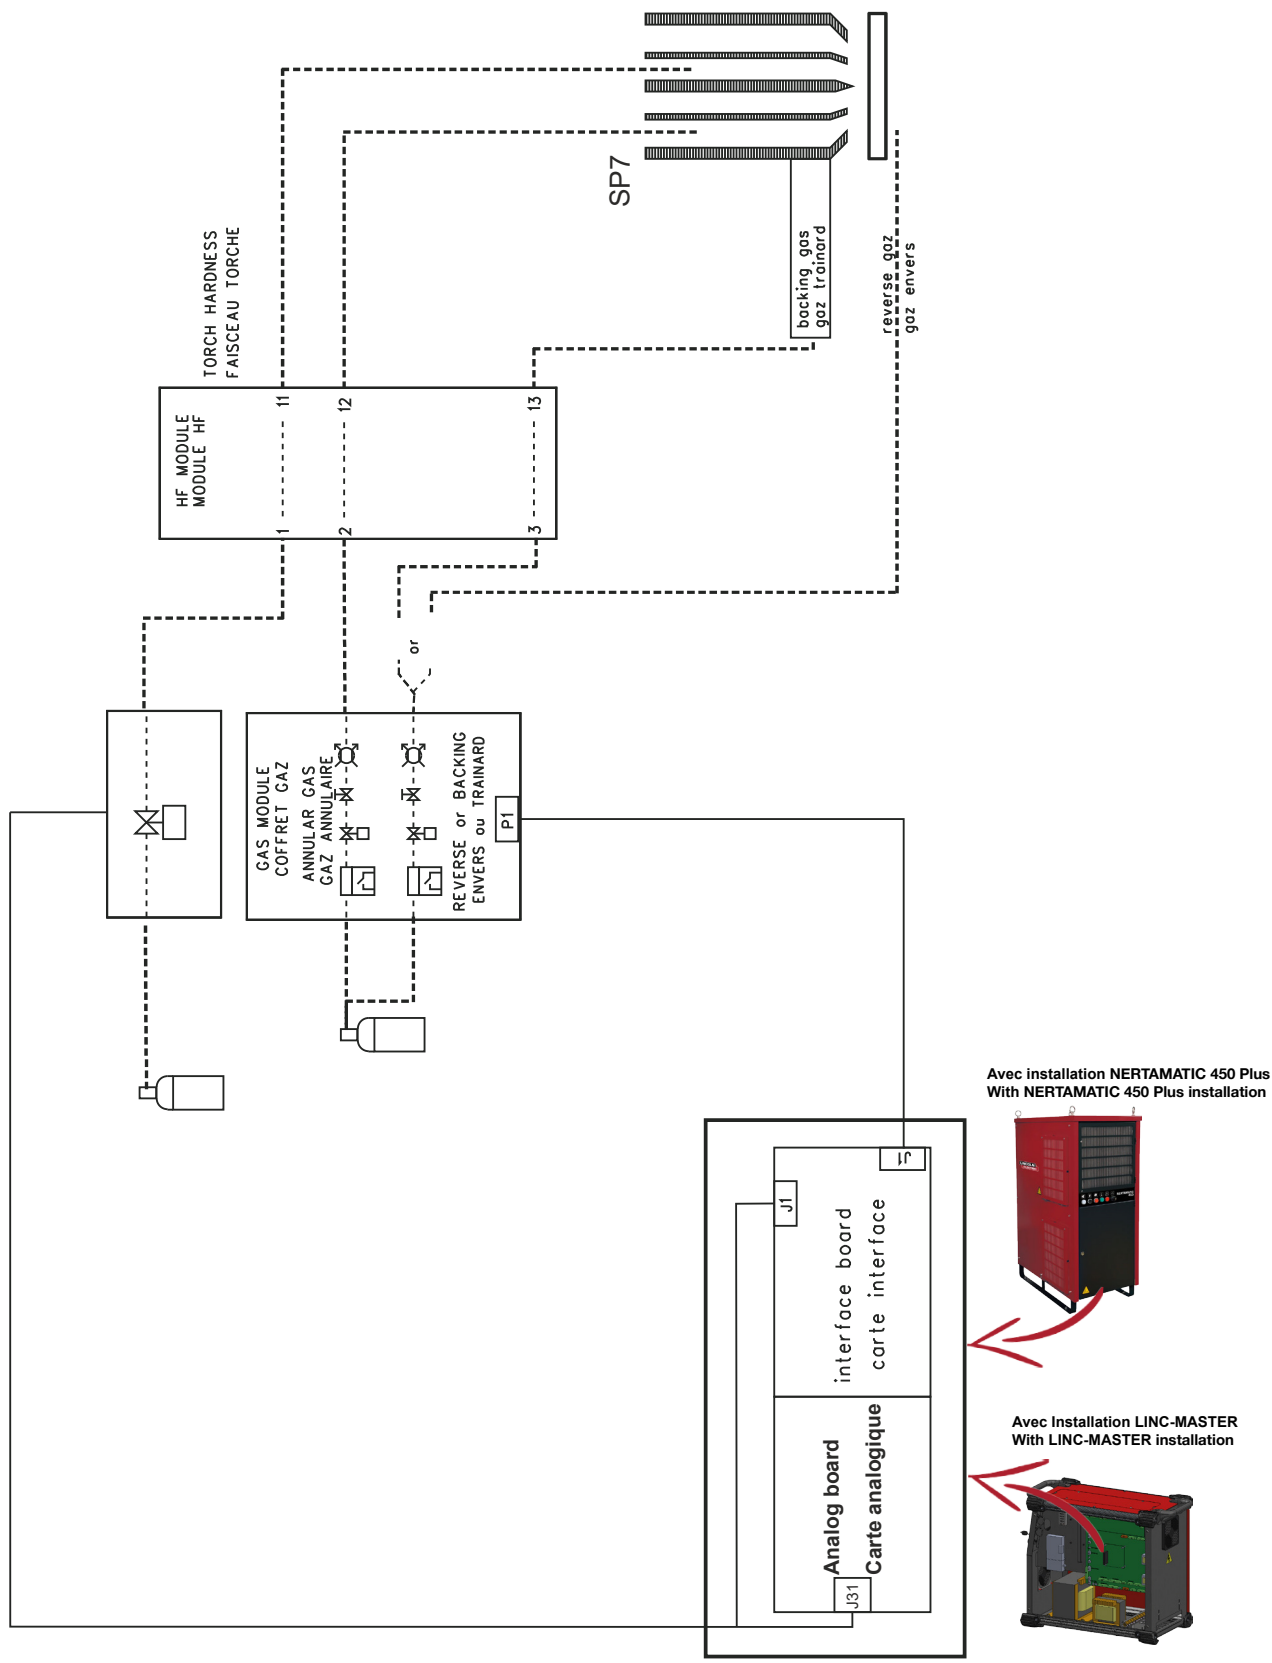 SP7
backing gas
gaz trainard
reverse gaz
gaz envers
TORCH HARDNESS
FAISCEAU TORCHE
HF MODULE
MODULE HF
11
12
13
1
2
3
or
GAS MODULE
COFFRET GAZ
ANNULAR GAS
GAZ ANNULAIRE
REVERSE or BACKING
ENVERS ou TRAINARD
P1
Avec installation NERTAMATIC 450 Plus
With NERTAMATIC 450 Plus installation
J1
J1
interface board
carte interface
Avec Installation LINC-MASTER
With LINC-MASTER installation
Analog board
Carte analogique
J31